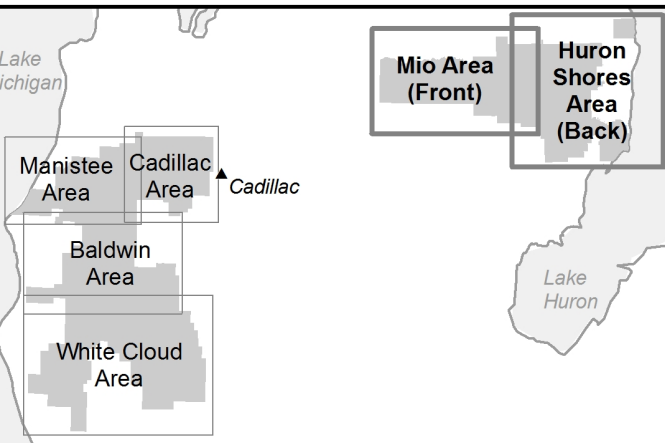 Lake
ichigan
Manistee
Area
Cadillac
Area
Cadillac
Baldwin
Area
White Cloud
Area
Mio Area
(Front)
Huron
Shores
Area
(Back)
Lake
Huron